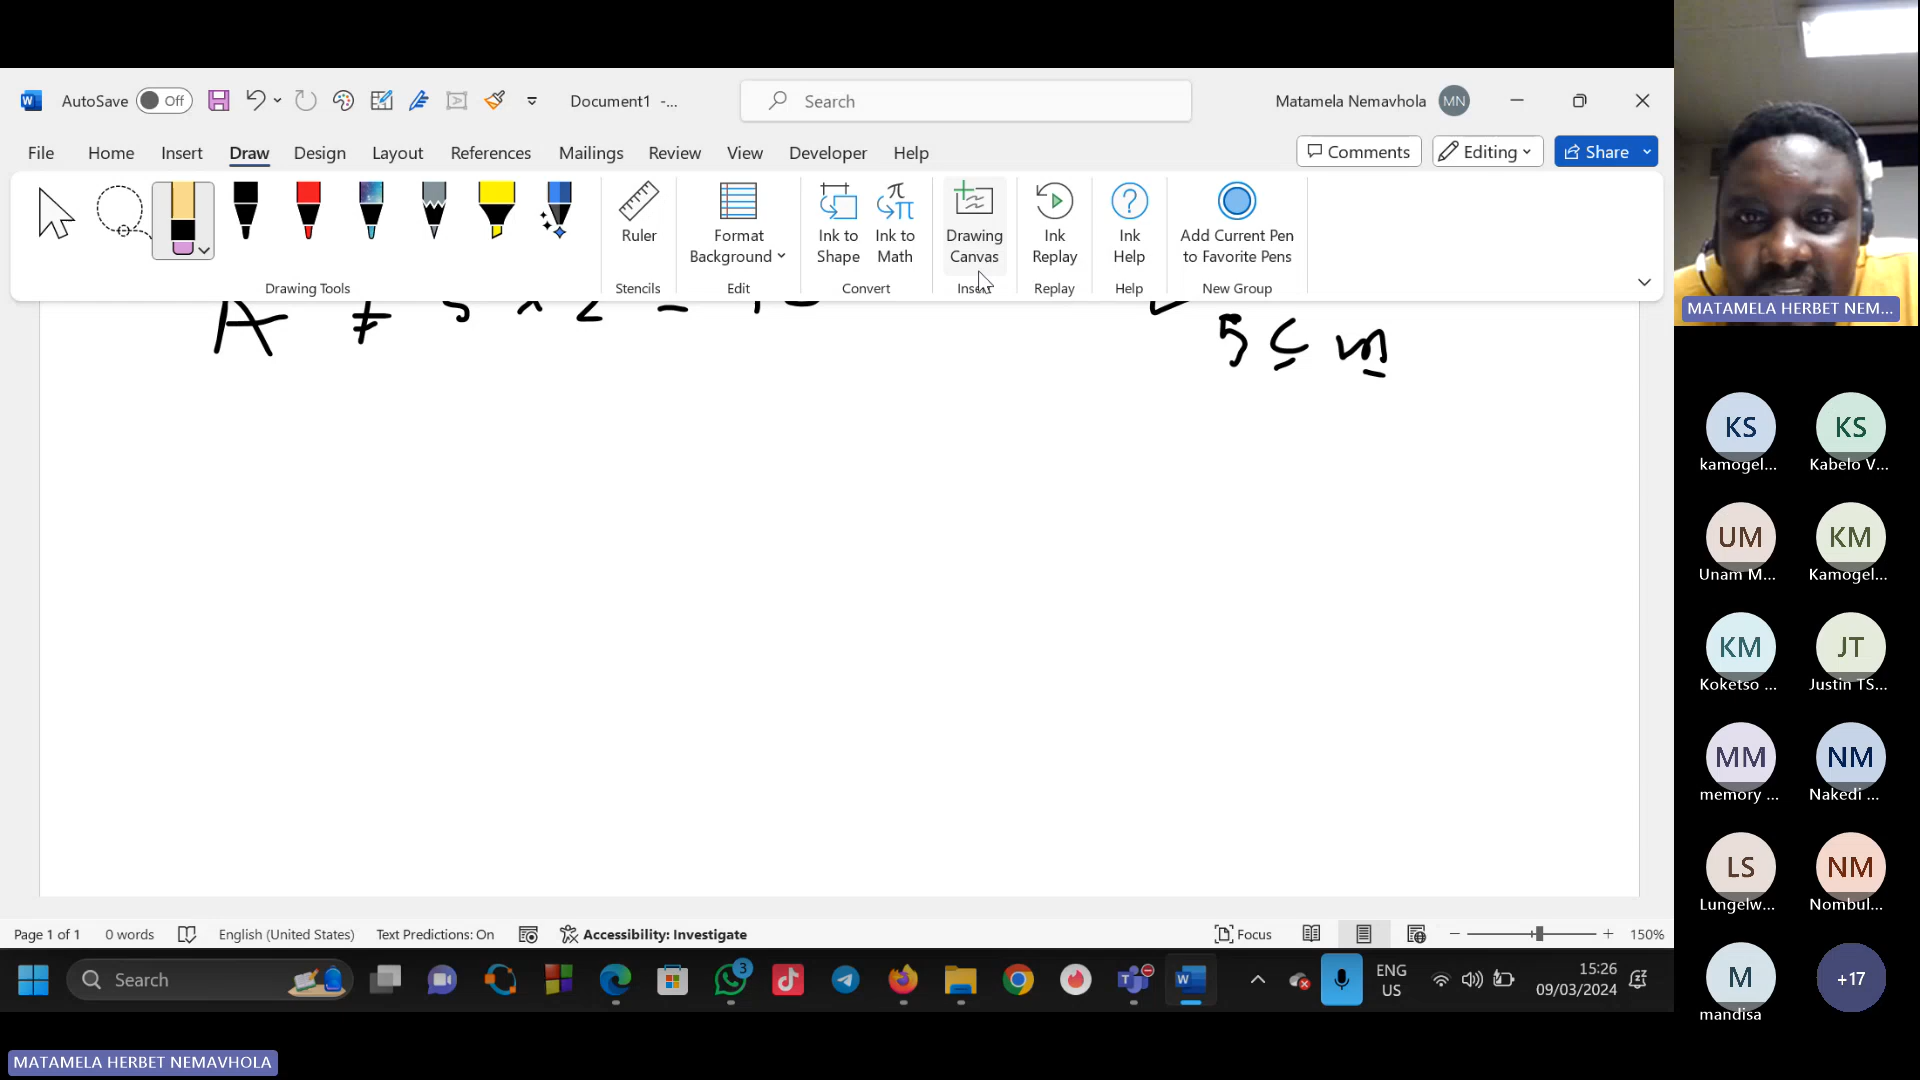 AutoSave Off Document1 -... Search Matamela Nemavhola MN
File Home Insert Draw Design Layout References Mailings Review View Developer Help Comments Editing Share
Ruler Format Background Ink to Shape Ink to Math Drawing Canvas Ink Replay Ink Help Add Current Pen to Favorite Pens
Drawing Tools Stencils Edit Convert Insert Replay Help New Group
A ≠ 5 x 2 = 10
5 c m
MATAMELA HERBET NEM...
KS KS
kamogel... Kabelo V...
UM KM
Unam M... Kamogel...
KM JT
Koketso ... Justin TS...
MM NM
memory ... Nakedi ...
LS NM
Lungelw... Nombul...
M +17
mandisa
Page 1 of 1 0 words English (United States) Text Predictions: On Accessibility: Investigate Focus 150%
Search 3 ENG US 15:26 09/03/2024
MATAMELA HERBET NEMAVHOLA